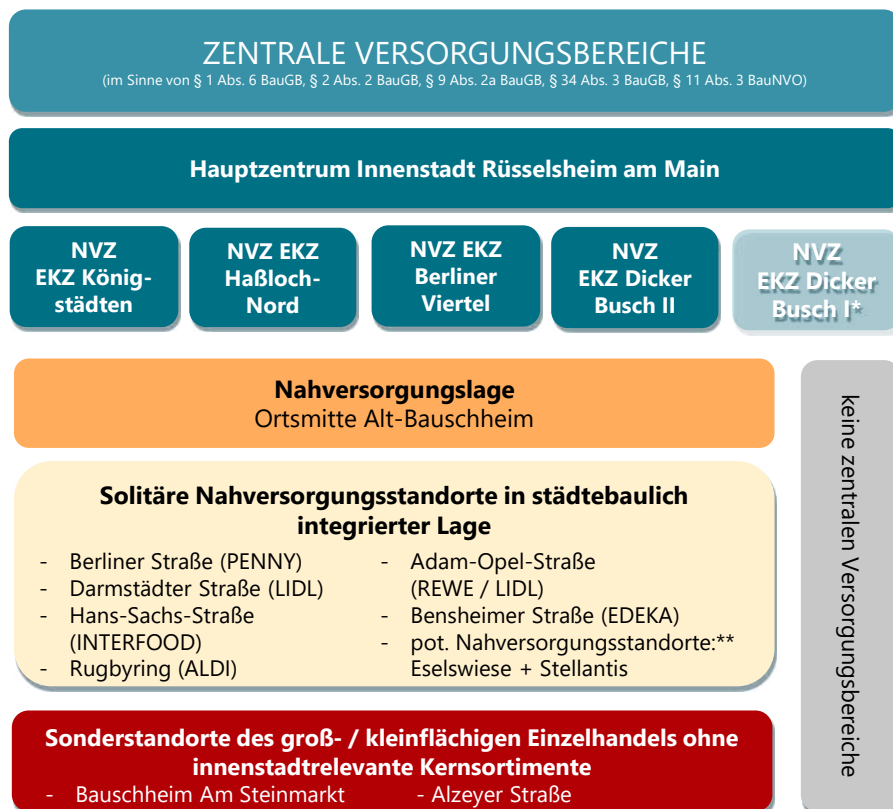 ZENTRALE VERSORGUNGSBEREICHE
(im Sinne von § 1 Abs. 6 BauGB, § 2 Abs. 2 BauGB, § 9 Abs. 2a BauGB, § 34 Abs. 3 BauGB, § 11 Abs. 3 BauNVO)
Hauptzentrum Innenstadt Rüsselsheim am Main
NVZ
EKZ König-
städten
NVZ EKZ
Haßloch-
Nord
NVZ EKZ
Berliner
Viertel
NVZ
EKZ Dicker
Busch II
NVZ
EKZ Dicker
Busch I*
Nahversorgungslage
Ortsmitte Alt-Bauschheim
Solitäre Nahversorgungsstandorte in städtebaulich
integrierter Lage
- Berliner Straße (PENNY)
- Darmstädter Straße (LIDL)
- Hans-Sachs-Straße
(INTERFOOD)
- Rugbyring (ALDI)
- Adam-Opel-Straße
(REWE / LIDL)
- Bensheimer Straße (EDEKA)
- pot. Nahversorgungsstandorte:**
Eselswiese + Stellantis
Sonderstandorte des groß- / kleinflächigen Einzelhandels ohne
innenstadtrelevante Kernsortimente
- Bauschheim Am Steinmarkt
- Alzeyer Straße
keine zentralen Versorgungsbereiche